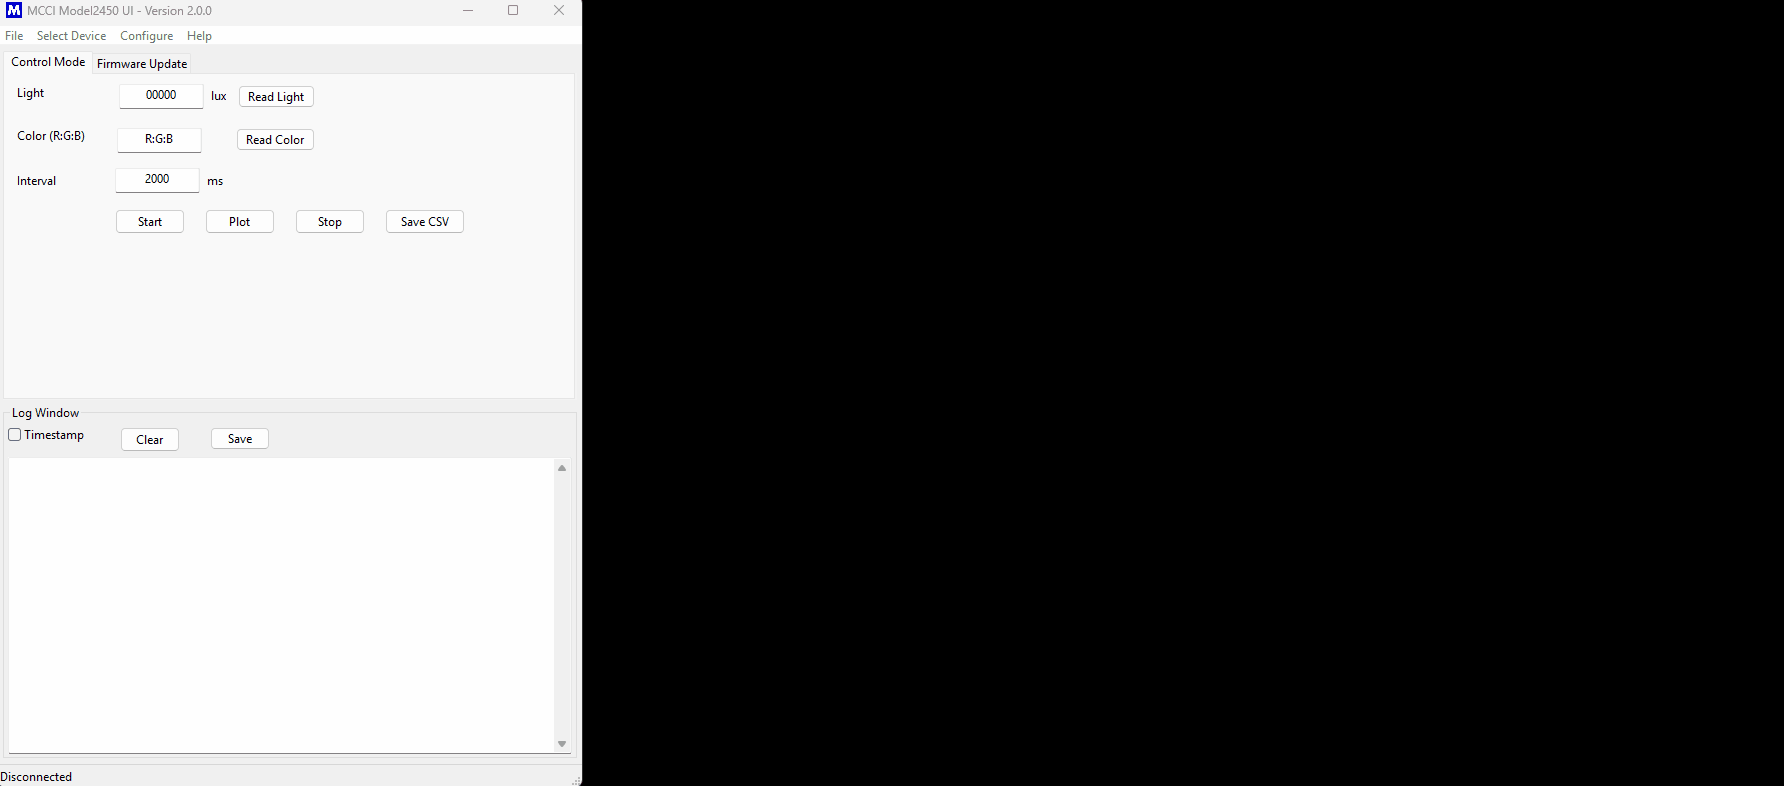 M MCCI Model2450 UI - Version 2.0.0
File Select Device Configure Help
Control Mode Firmware Update
Light 00000 lux Read Light
Color (R:G:B) R:G:B Read Color
Interval 2000 ms
Start Plot Stop Save CSV
Log Window
Timestamp Clear Save
Disconnected